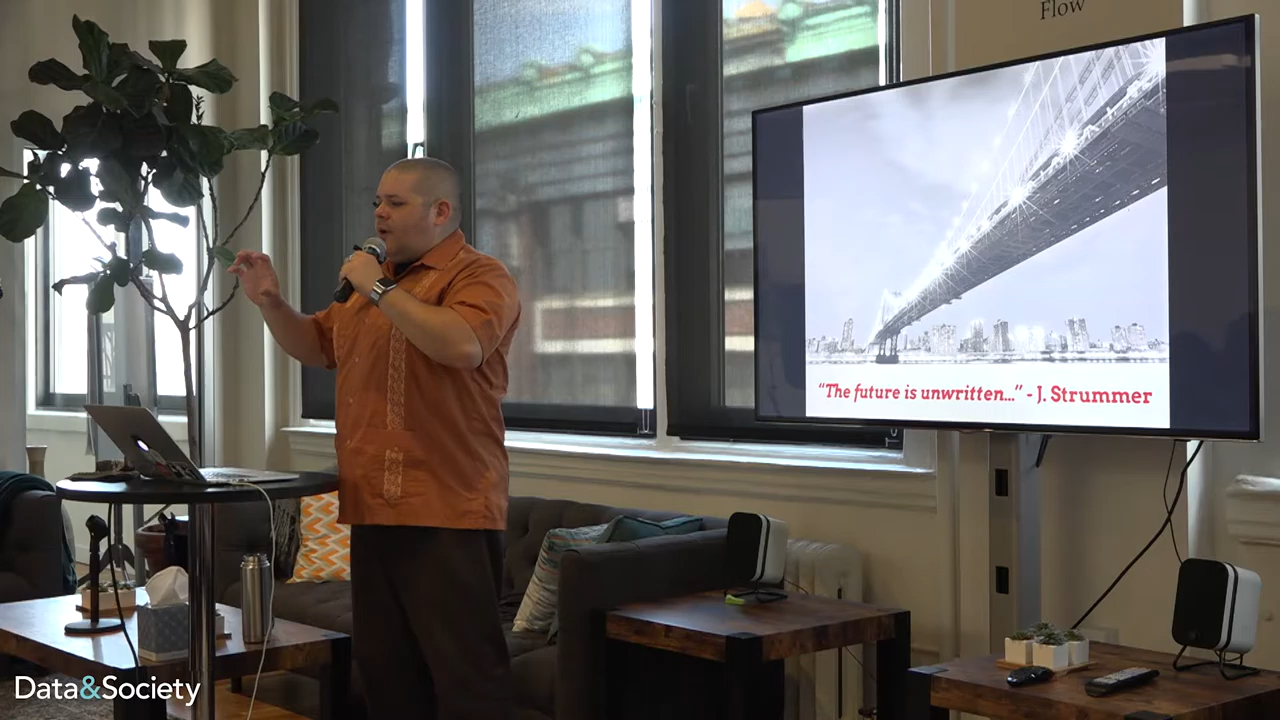 Flow
“The future is unwritten...” - J. Strummer
Data&Society